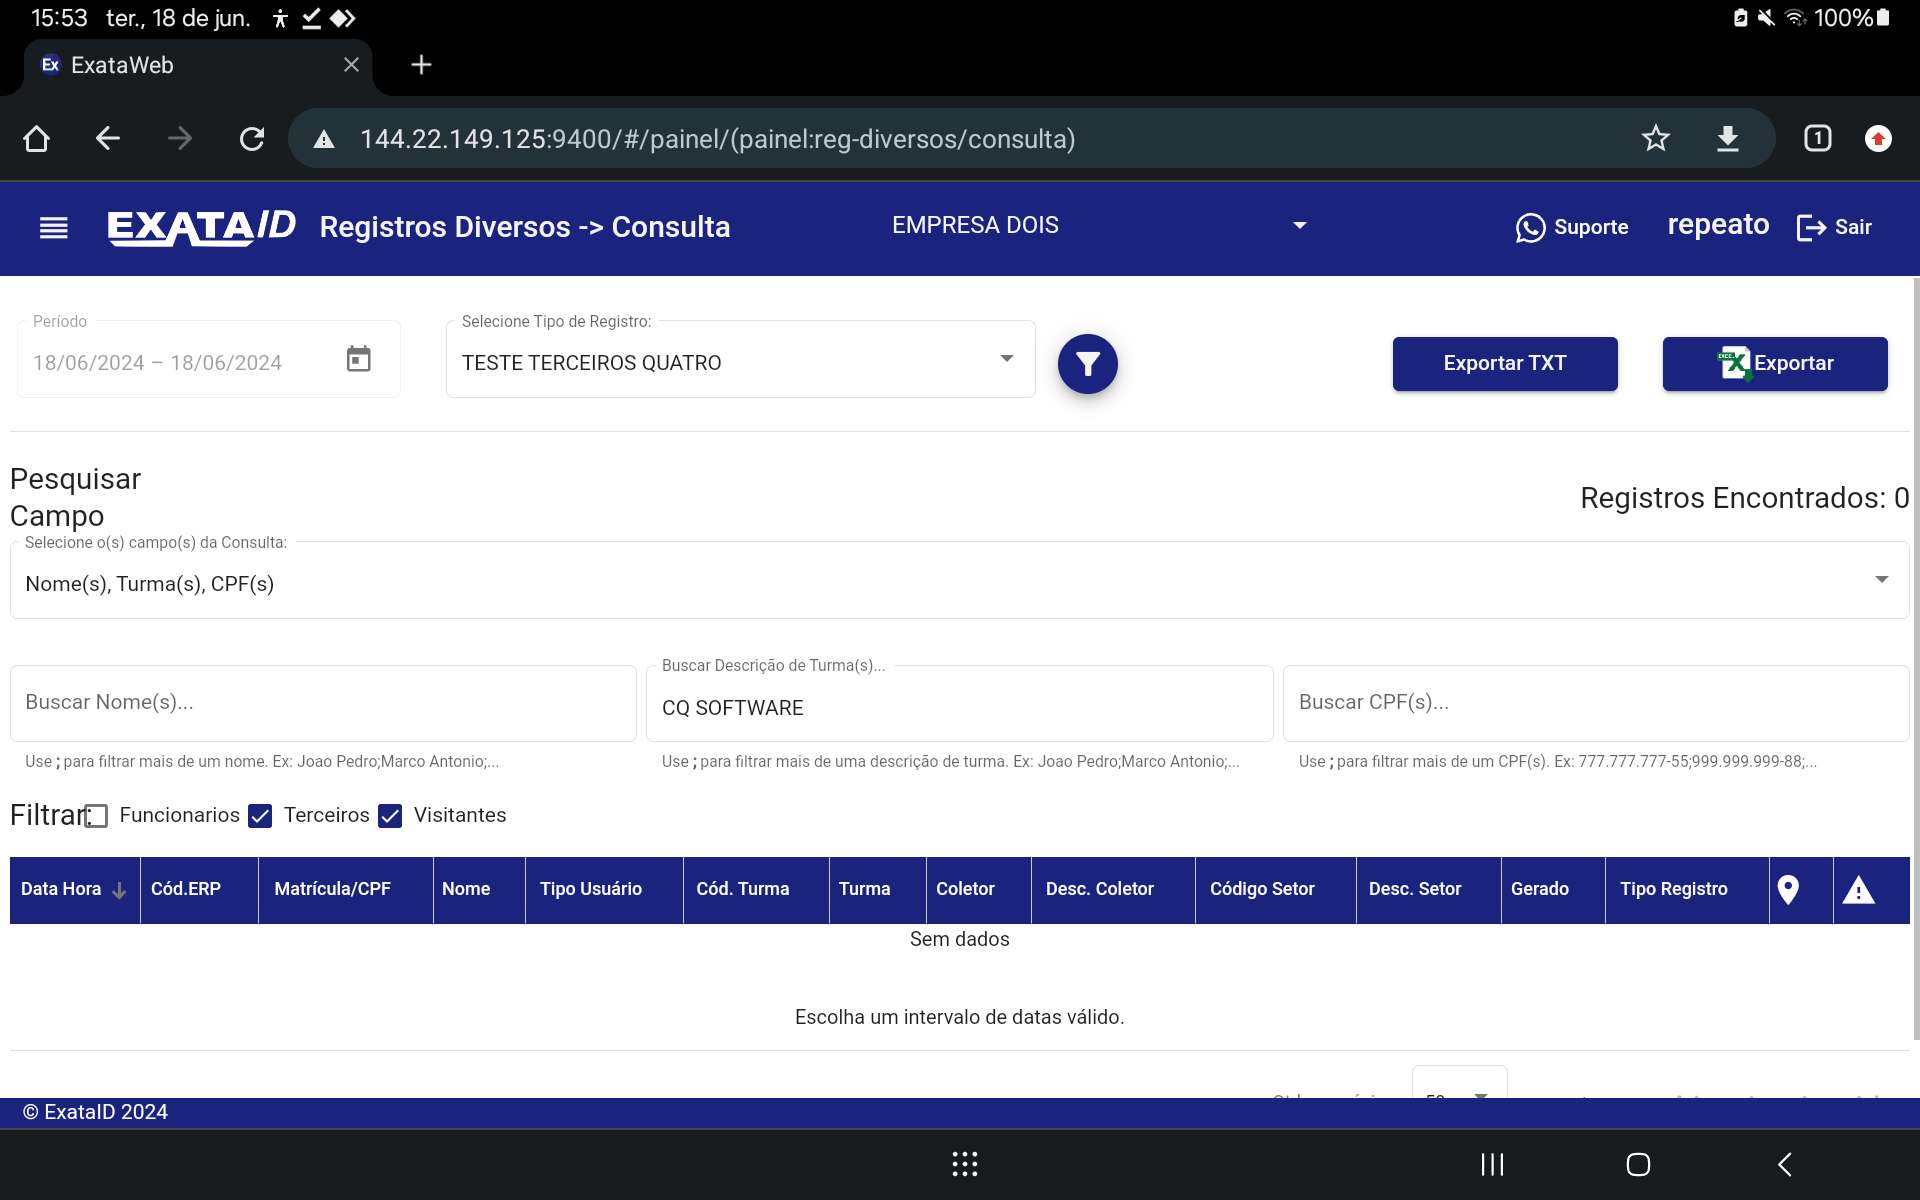 15:53 ter., 18 de jun. 100%
Ex ExataWeb
144.22.149.125:9400/#/painel/(painel:reg-diversos/consulta) 1
EXATAID Registros Diversos -> Consulta EMPRESA DOIS Suporte repeato Sair
Período Selecione Tipo de Registro:
18/06/2024 – 18/06/2024 TESTE TERCEIROS QUATRO Exportar TXT Exportar
Pesquisar
Campo
Registros Encontrados: 0
Selecione o(s) campo(s) da Consulta:
Nome(s), Turma(s), CPF(s)
Buscar Descrição de Turma(s)...
Buscar Nome(s)... CQ SOFTWARE Buscar CPF(s)...
Use ; para filtrar mais de um nome. Ex: Joao Pedro;Marco Antonio;... Use ; para filtrar mais de uma descrição de turma. Ex: Joao Pedro;Marco Antonio;... Use ; para filtrar mais de um CPF(s). Ex: 777.777.777-55;999.999.999-88;...
Filtrar: Funcionarios Terceiros Visitantes
Data Hora Cód.ERP Matrícula/CPF Nome Tipo Usuário Cód. Turma Turma Coletor Desc. Coletor Código Setor Desc. Setor Gerado Tipo Registro
Sem dados
Escolha um intervalo de datas válido.
© ExataID 2024